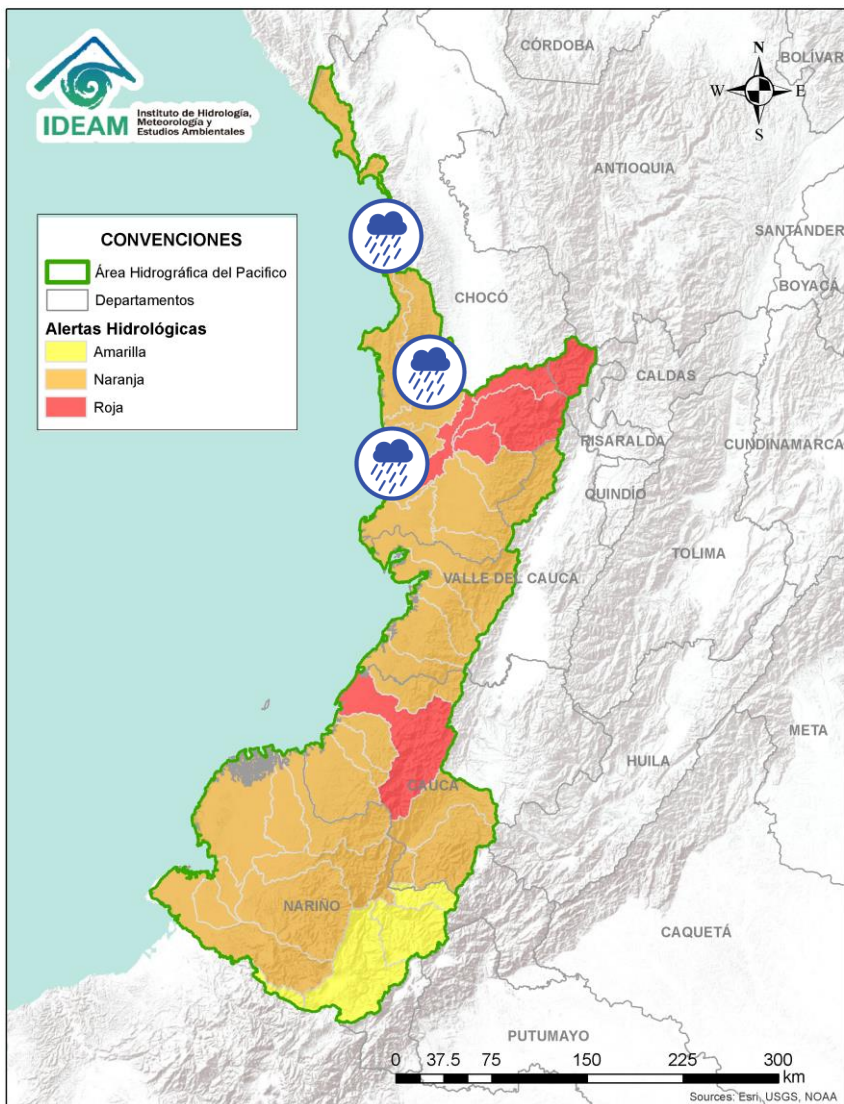 IDEAM
Instituto de Hidrología,
Meteorología y
Estudios Ambientales
CONVENCIONES
Área Hidrográfica del Pacifico
Departamentos
Alertas Hidrológicas
Amarilla
Naranja
Roja
N
W
E
S
CÓRDOBA
BOLÍVAR
ANTIOQUIA
SANTANDER
BOYACÁ
CHOCÓ
CALDAS
RISARALDA
CUNDINAMARCA
QUINDÍO
TOLIMA
VALLE DEL CAUCA
META
HUILA
CAUCA
NARIÑO
CAQUETÁ
PUTUMAYO
0 37.5 75 150 225 300
km
Sources: Esri, USGS, NOAA